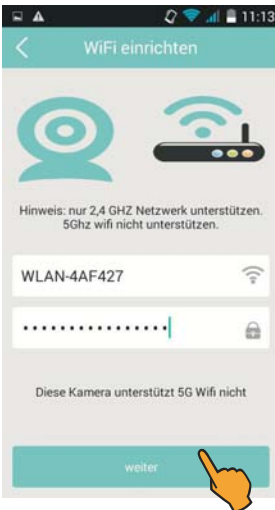 11:13
WiFi einrichten
Hinweis: nur 2,4 GHZ Netzwerk unterstützen.
5Ghz wifi nicht unterstützen.
WLAN-4AF427
................
Diese Kamera unterstützt 5G Wifi nicht
weiter